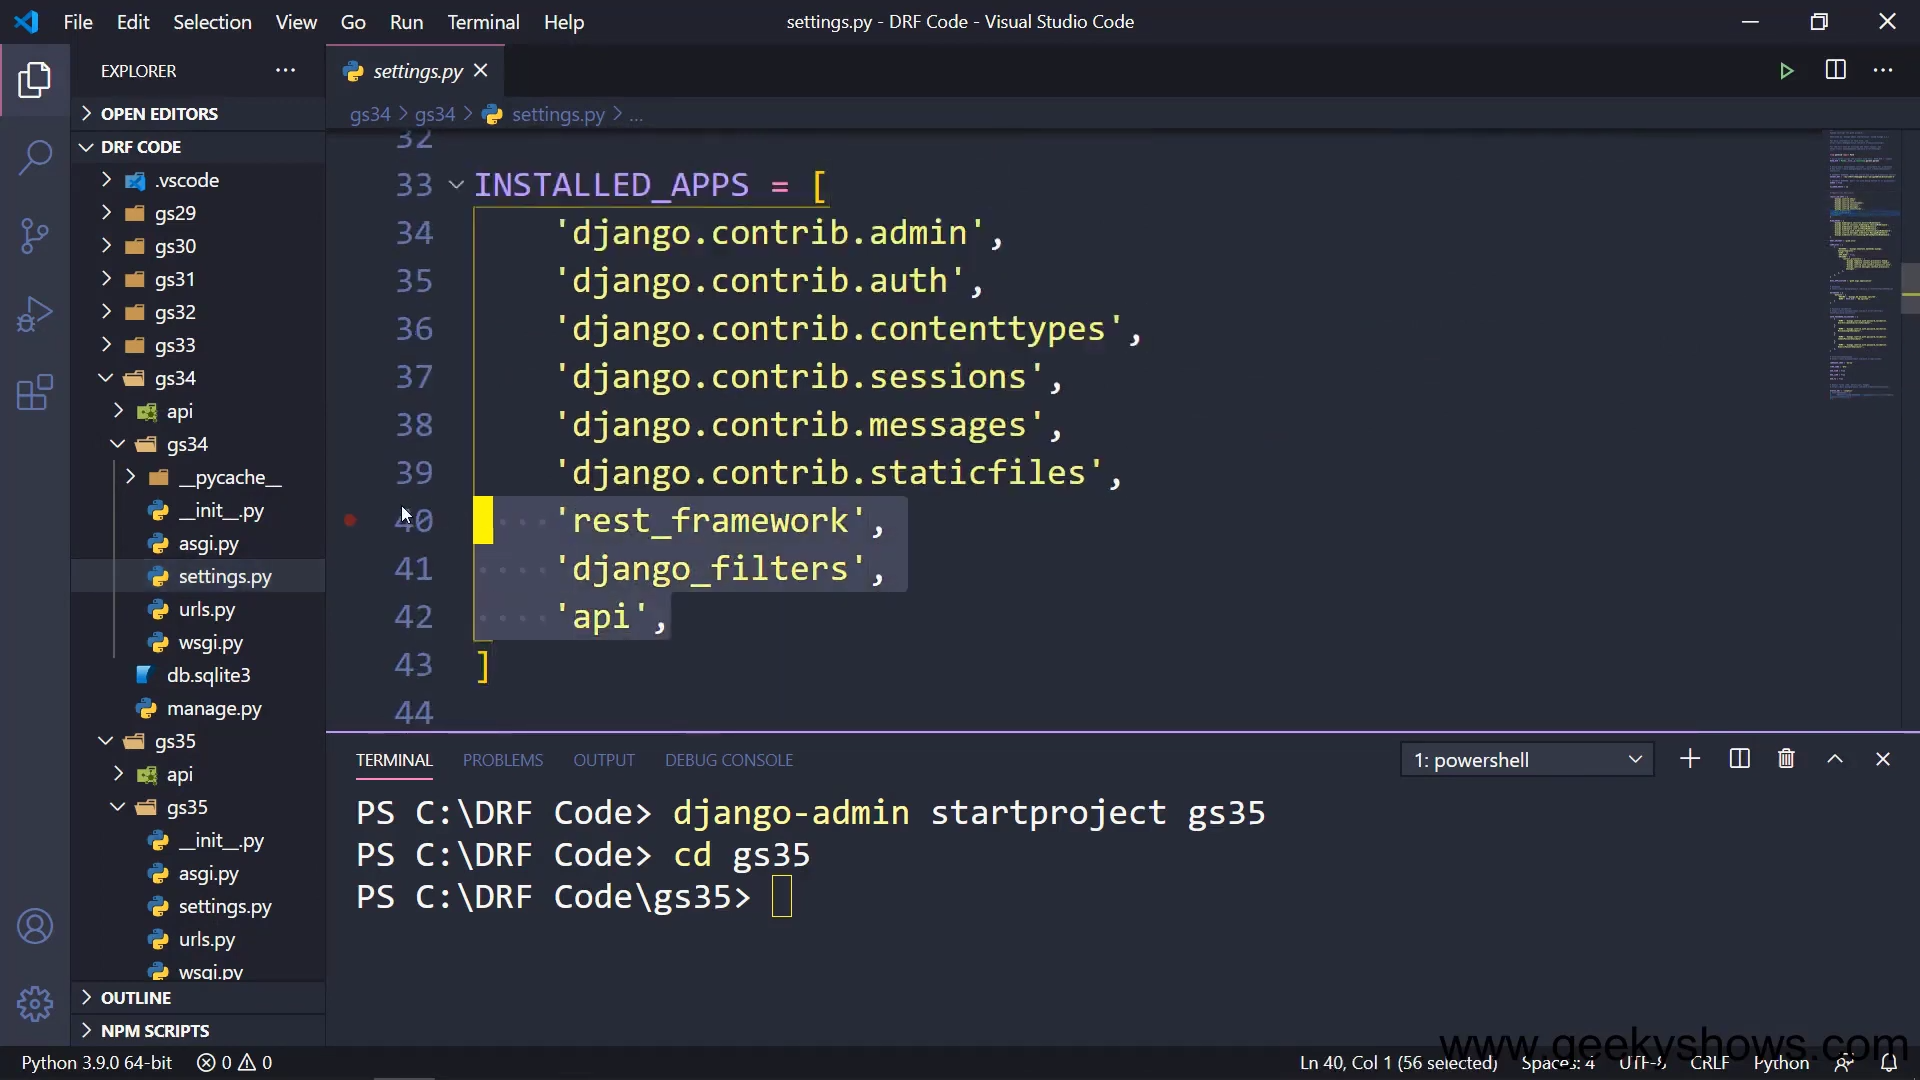 File Edit Selection View Go Run Terminal Help
settings.py - DRF Code - Visual Studio Code
EXPLORER
settings.py
OPEN EDITORS
gs34 > gs34 > settings.py > ...
DRF CODE
.vscode
gs29
gs30
gs31
gs32
gs33
gs34
api
gs34
__pycache__
__init__.py
asgi.py
settings.py
urls.py
wsgi.py
db.sqlite3
manage.py
gs35
api
gs35
__init__.py
asgi.py
settings.py
urls.py
wsgi.py
OUTLINE
NPM SCRIPTS
32
33 INSTALLED_APPS = [
34 'django.contrib.admin',
35 'django.contrib.auth',
36 'django.contrib.contenttypes',
37 'django.contrib.sessions',
38 'django.contrib.messages',
39 'django.contrib.staticfiles',
40 'rest_framework',
41 'django_filters',
42 'api',
43 ]
44
TERMINAL PROBLEMS OUTPUT DEBUG CONSOLE
1: powershell
PS C:\DRF Code> django-admin startproject gs35
PS C:\DRF Code> cd gs35
PS C:\DRF Code\gs35>
www.geekyshows.com
Python 3.9.0 64-bit 0 0
Ln 40, Col 1 (56 selected) Spaces: 4 UTF-8 CRLF Python